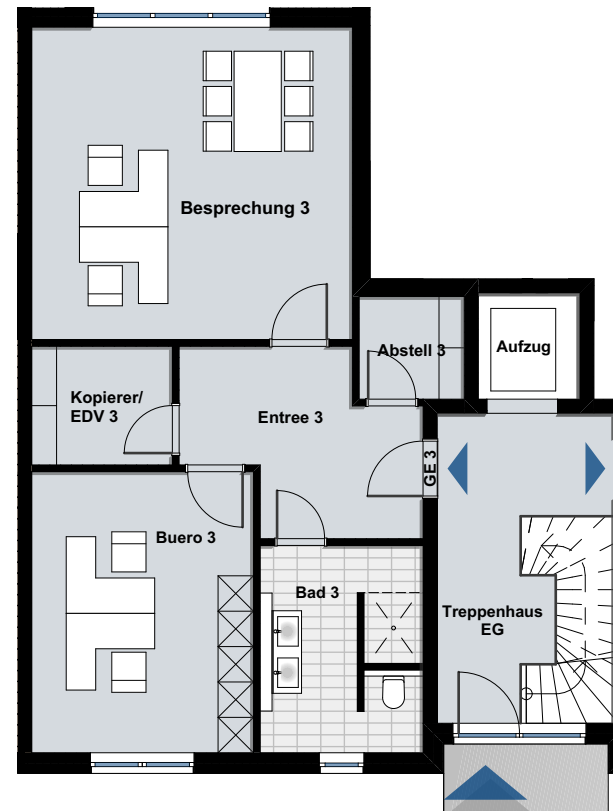 Besprechung 3
Abstell 3
Aufzug
Kopierer/
EDV 3
Entree 3
GE 3
Buero 3
Bad 3
Treppenhaus
EG